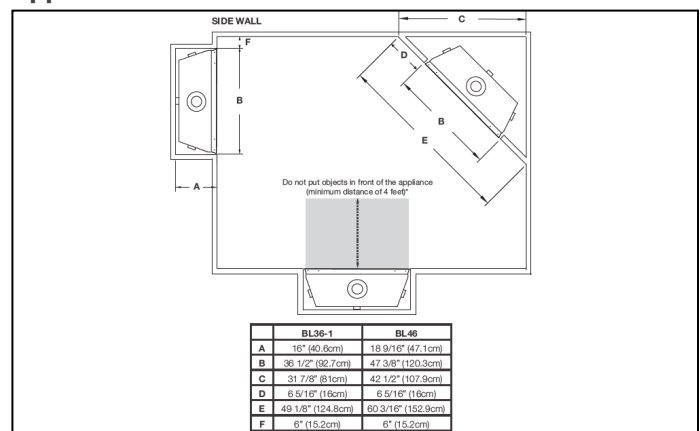 SIDE WALL
C
F
D
B
B
E
A
Do not put objects in front of the appliance
(minimum distance of 4 feet)*
BL36-1 BL46
A 16" (40.6cm) 18 9/16" (47.1cm)
B 36 1/2" (92.7cm) 47 3/8" (120.3cm)
C 31 7/8" (81cm) 42 1/2" (107.9cm)
D 6 5/16" (16cm) 6 5/16" (16cm)
E 49 1/8" (124.8cm) 60 3/16" (152.9cm)
F 6" (15.2cm) 6" (15.2cm)